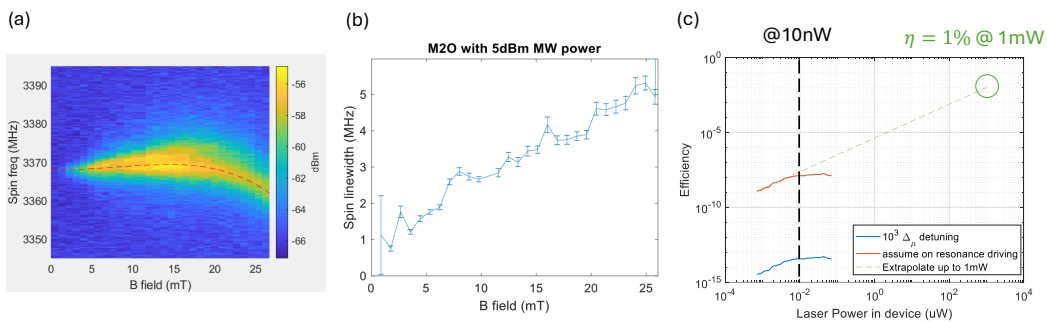 (a)
3390
3380
3370
3360
3350
Spin freq (MHz)
0
5
10
15
20
25
B field (mT)
-56
-58
-60
-62
-64
-66
dBm
(b)
M2O with 5dBm MW power
5
4
3
2
1
0
Spin linewidth (MHz)
0
5
10
15
20
25
B field (mT)
(c)
@10nW
η = 1% @ 1mW
10^0
10^-5
10^-10
10^-15
Efficiency
10^3 Δ_μ detuning
assume on resonance driving
Extrapolate up to 1mW
10^-4
10^-2
10^0
10^2
10^4
Laser Power in device (uW)